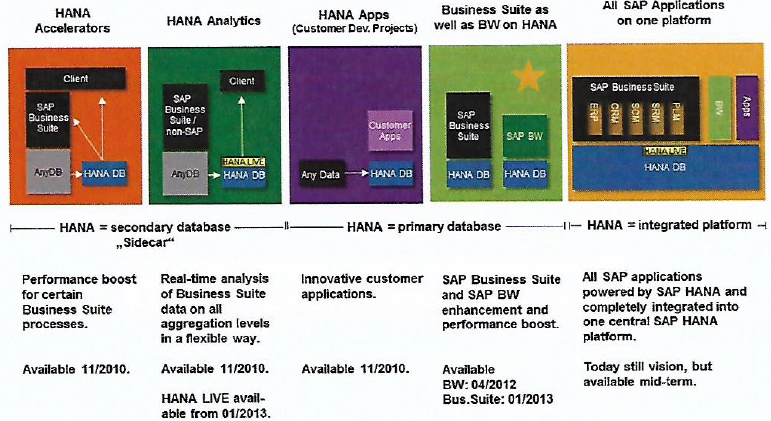 HANA
Accelerators
Client
SAP
Business
Suite
AnyDB
HANA DB
HANA Analytics
Client
SAP
Business
Suite /
non-SAP
HANA LIVE
AnyDB
HANA DB
HANA Apps
(Customer Dev. Projects)
Customer
Apps
Any Data
HANA DB
Business Suite as
well as BW on HANA
SAP
Business
Suite
SAP BW
HANA DB
HANA DB
All SAP Applications
on one platform
SAP Business Suite
ERP
CRM
SCM
SRM
PLM
BW
Apps
HANA LIVE
HANA DB
HANA = secondary database
„Sidecar“
HANA = primary database
HANA = integrated platform
Performance boost
for certain
Business Suite
processes.
Available 11/2010.
Real-time analysis
of Business Suite
data on all
aggregation levels
in a flexible way.
Available 11/2010.
HANA LIVE avail-
able from 01/2013.
Innovative customer
applications.
Available 11/2010.
SAP Business Suite
and SAP BW
enhancement and
performance boost.
Available
BW: 04/2012
Bus.Suite: 01/2013
All SAP applications
powered by SAP HANA and
completely integrated into
one central SAP HANA
platform.
Today still vision, but
available mid-term.